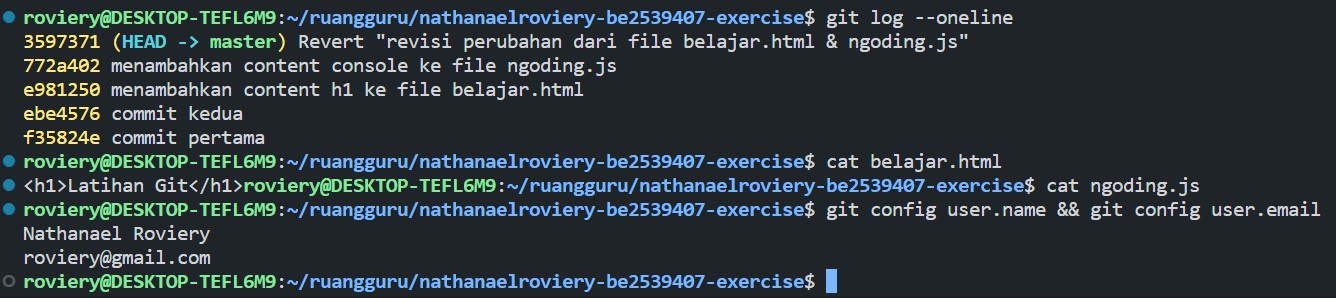 roviery@DESKTOP-TEFL6M9:~/ruangguru/nathanaelroviery-be2539407-exercise$ git log --oneline
3597371 (HEAD -> master) Revert "revisi perubahan dari file belajar.html & ngoding.js"
772a402 menambahkan content console ke file ngoding.js
e981250 menambahkan content h1 ke file belajar.html
ebe4576 commit kedua
f35824e commit pertama
roviery@DESKTOP-TEFL6M9:~/ruangguru/nathanaelroviery-be2539407-exercise$ cat belajar.html
<h1>Latihan Git</h1>roviery@DESKTOP-TEFL6M9:~/ruangguru/nathanaelroviery-be2539407-exercise$ cat ngoding.js
roviery@DESKTOP-TEFL6M9:~/ruangguru/nathanaelroviery-be2539407-exercise$ git config user.name && git config user.email
Nathanael Roviery
roviery@gmail.com
roviery@DESKTOP-TEFL6M9:~/ruangguru/nathanaelroviery-be2539407-exercise$